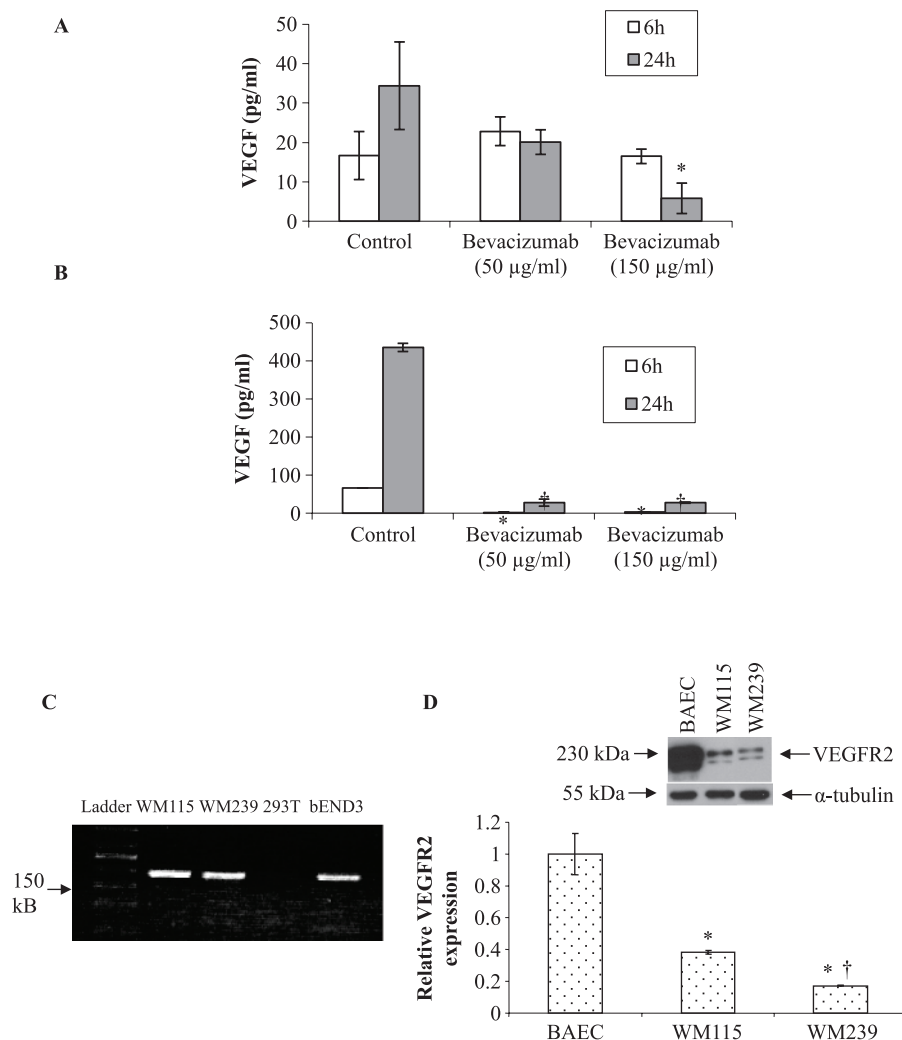 A
VEGF (pg/ml)
50
40
30
20
10
0
6h
24h
*
Control
Bevacizumab
(50 µg/ml)
Bevacizumab
(150 µg/ml)
B
VEGF (pg/ml)
500
400
300
200
100
0
6h
24h
*
‡
*
‡
Control
Bevacizumab
(50 µg/ml)
Bevacizumab
(150 µg/ml)
C
Ladder WM115 WM239 293T bEND3
150
kB
D
BAEC
WM115
WM239
230 kDa
VEGFR2
55 kDa
α-tubulin
Relative VEGFR2
expression
1.2
1
0.8
0.6
0.4
0.2
0
*
* †
BAEC
WM115
WM239